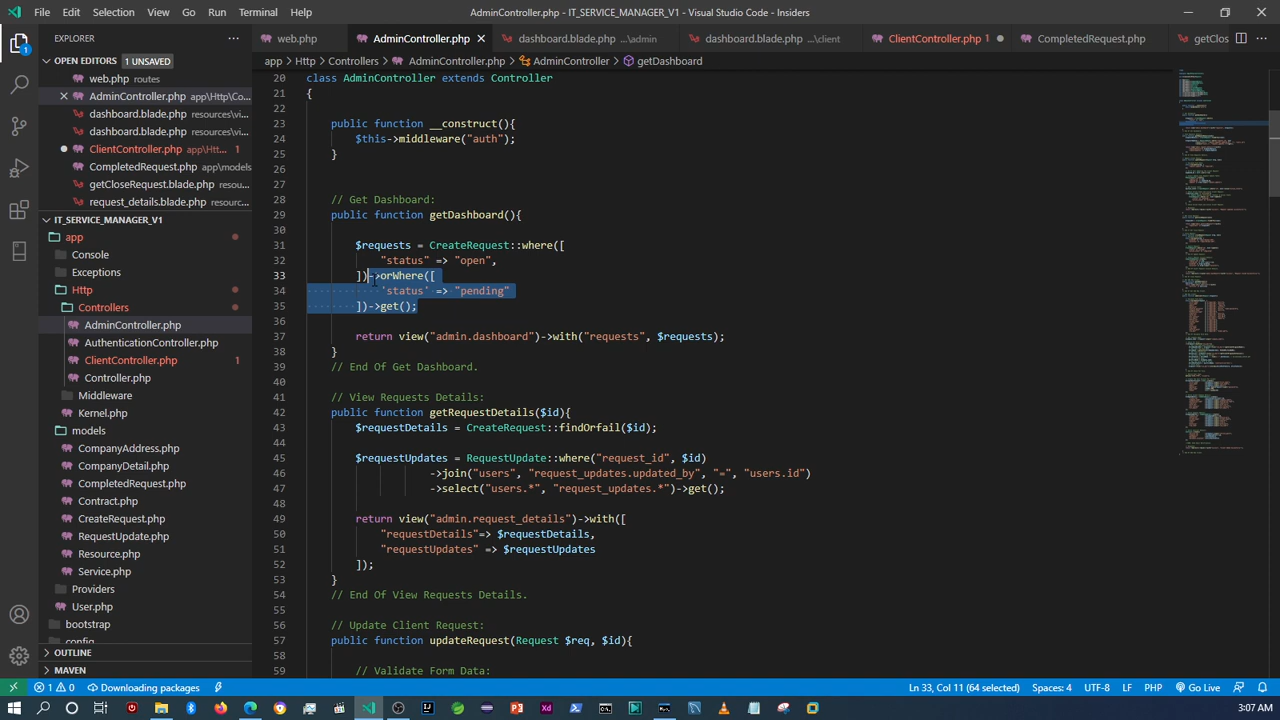 File Edit Selection View Go Run Terminal Help
AdminController.php - IT_SERVICE_MANAGER_V1 - Visual Studio Code - Insiders
EXPLORER
web.php
AdminController.php
dashboard.blade.php ...\admin
dashboard.blade.php ...\client
ClientController.php 1
CompletedRequest.php
getClos
OPEN EDITORS 1 UNSAVED
app > Http > Controllers > AdminController.php > AdminController > getDashboard
web.php routes
AdminController.php app\Http\Co...
dashboard.blade.php resources\vi...
dashboard.blade.php resources\vi...
ClientController.php app\Htt... 1
CompletedRequest.php app\models
getCloseRequest.blade.php resour...
request_details.blade.php resourc...
IT_SERVICE_MANAGER_V1
app
Console
Exceptions
Http
Controllers
AdminController.php
AuthenticationController.php
ClientController.php 1
Controller.php
Middleware
Kernel.php
models
CompanyAddress.php
CompanyDetail.php
CompletedRequest.php
Contract.php
CreateRequest.php
RequestUpdate.php
Resource.php
Service.php
Providers
User.php
bootstrap
config
OUTLINE
MAVEN
20 class AdminController extends Controller
21 {
22
23 public function __construct(){
24 $this->middleware("auth");
25 }
26
27 // Get Dashboard:
28
29 public function getDashboard(){
30
31 $requests = CreateRequest::where([
32 "status" => "open",
33 ])->orWhere([
34 'status' => "pending
35 ])->get();
36
37 return view("admin.dashboard")->with("requests", $requests);
38 }
39 // End Of Get Dashboard.
40
41 // View Requests Details.
42 public function getRequestDetails($id){
43 $requestDetails = CreateRequest::findOrfail($id);
44
45 $requestUpdates = RequestUpdate::where("request_id", $id)
46 ->join("users", "request_updates.updated_by", "=", "users.id")
47 ->select("users.*", "request_updates.*")->get();
48
49 return view("admin.request_details")->with([
50 "requestDetails"=> $requestDetails,
51 "requestUpdates" => $requestUpdates
52 ]);
53 }
54 // End Of View Requests Details.
55
56 // Update Client Request:
57 public function updateRequest(Request $req, $id){
58
59 // Validate Form Data:
1 0 Downloading packages
Ln 33, Col 11 (64 selected) Spaces: 4 UTF-8 LF PHP Go Live
3:07 AM